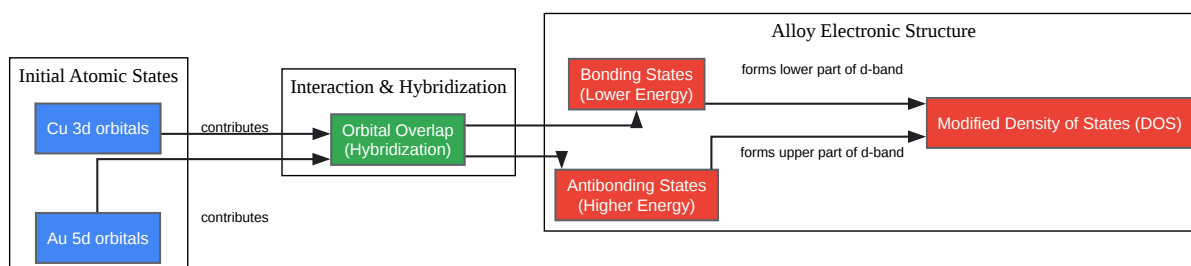 Initial Atomic States
Cu 3d orbitals
Au 5d orbitals
contributes
contributes
Interaction & Hybridization
Orbital Overlap
(Hybridization)
Alloy Electronic Structure
Bonding States
(Lower Energy)
Antibonding States
(Higher Energy)
forms lower part of d-band
forms upper part of d-band
Modified Density of States (DOS)